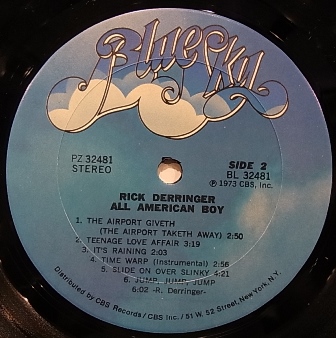 Blue Sky
PZ 32481
STEREO
SIDE 2
BL 32481
℗ 1973 CBS, Inc.
RICK DERRINGER
ALL AMERICAN BOY
1. THE AIRPORT GIVETH
(THE AIRPORT TAKETH AWAY) 2:50
2. TEENAGE LOVE AFFAIR 3:19
3. IT'S RAINING 2:03
4. TIME WARP (Instrumental) 2:56
5. SLIDE ON OVER SLINKY 4:21
6. JUMP, JUMP, JUMP
6:02 -R. Derringer-
Distributed by CBS Records / CBS Inc. / 51 W. 52 Street, New York, N.Y.